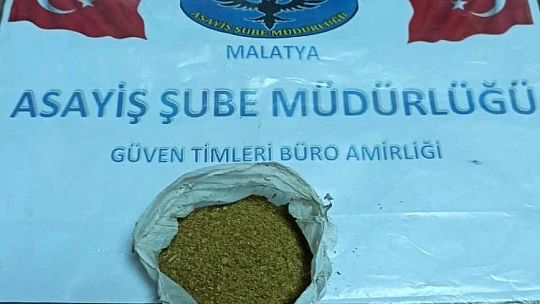 ASAYİŞ ŞUBE MÜDÜRLÜĞÜ
MALATYA
ASAYİŞ ŞUBE MÜDÜRLÜĞÜ
GÜVEN TİMLERİ BÜRO AMİRLİĞİ